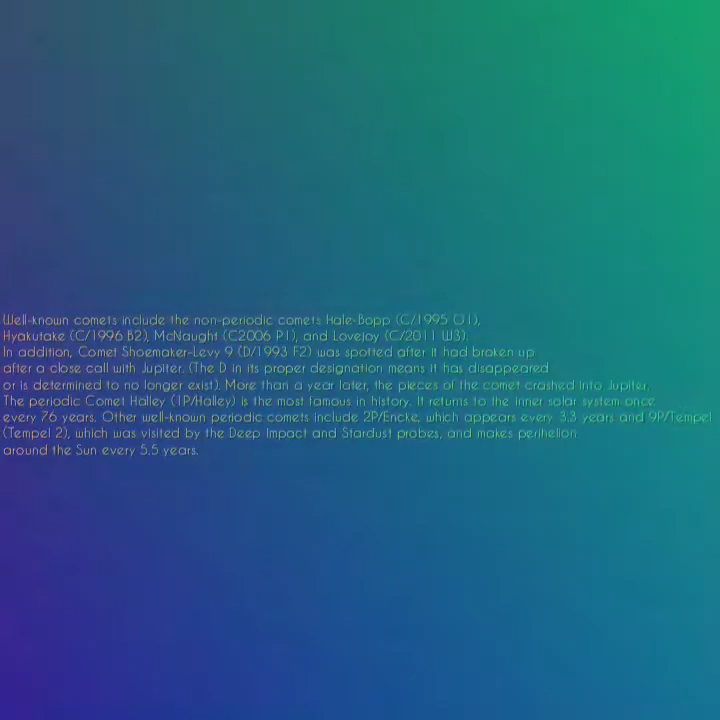 Well-known comets include the non-periodic comets Hale-Bopp (C/1995 O1),
Hyakutake (C/1996 B2), McNaught (C2006 P1), and Lovejoy (C/2011 W3).
In addition, Comet Shoemaker-Levy 9 (D/1993 F2) was spotted after it had broken up
after a close call with Jupiter. (The D in its proper designation means it has disappeared
or is determined to no longer exist). More than a year later, the pieces of the comet crashed into Jupiter.
The periodic Comet Halley (1P/Halley) is the most famous in history. It returns to the inner solar system once
every 76 years. Other well-known periodic comets include 2P/Encke, which appears every 3.3 years and 9P/Tempel
(Tempel 2), which was visited by the Deep Impact and Stardust probes, and makes perihelion
around the Sun every 5.5 years.